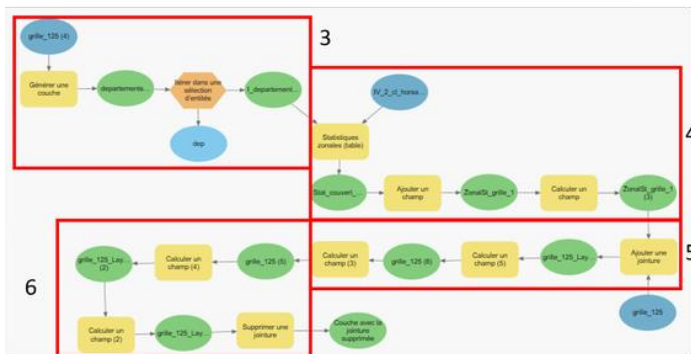 grille_125 (4)
3
Générer une
couche
departements...
Itérer dans une
sélection
d'entités
I_departement...
dep
IV_2_cl_honsa...
4
Statistiques
zonales (table)
Stat_couvert_...
Ajouter un
champ
ZonalSt_grille_1
Calculer un
champ
ZonalSt_grille_1
(3)
5
Ajouter une
jointure
grille_125_Lay...
Calculer un
champ (5)
grille_125 (6)
Calculer un
champ (3)
grille_125
6
grille_125 (5)
Calculer un
champ (4)
grille_125_Lay...
(2)
Calculer un
champ (2)
grille_125_Lay...
Supprimer une
jointure
Couche avec la
jointure
supprimée